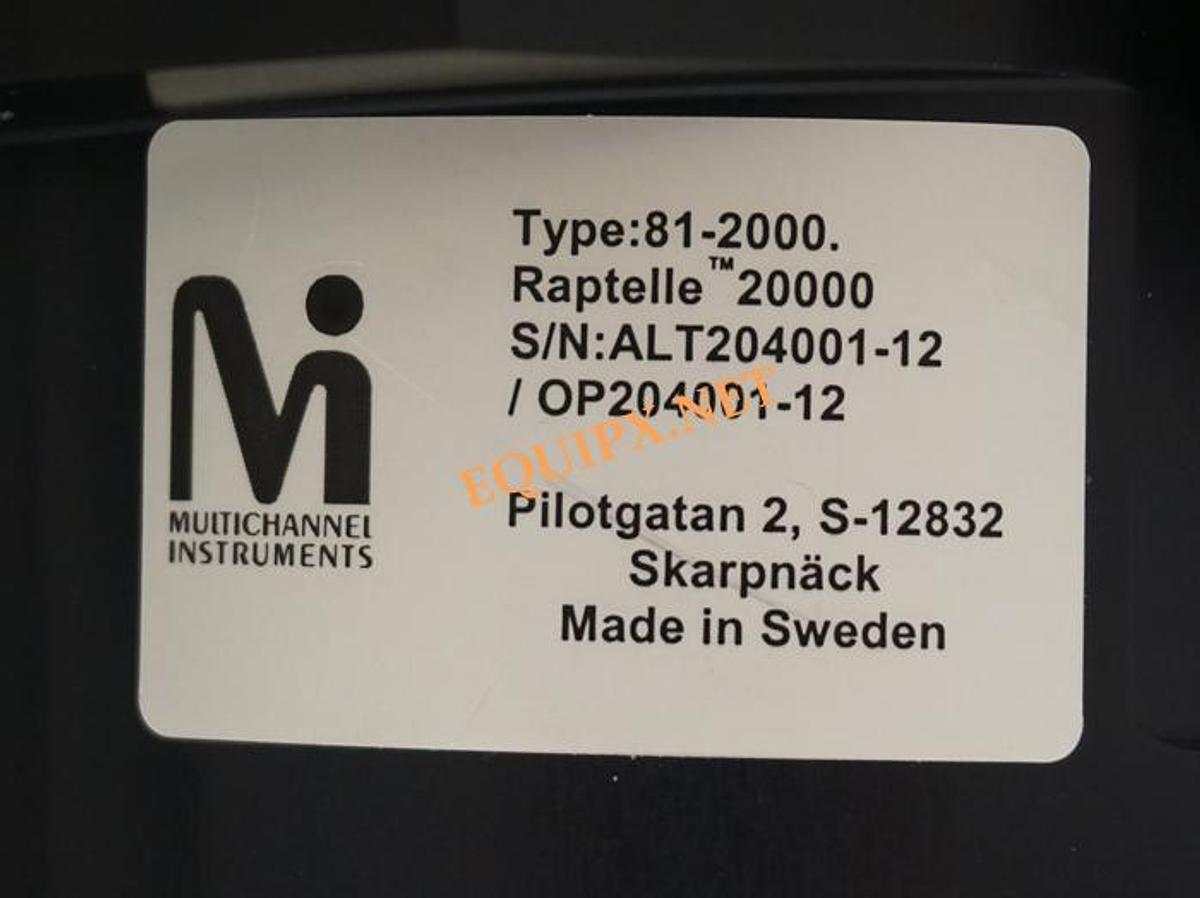 Type:81-2000.
Raptelle™20000
S/N:ALT204001-12
/ OP204001-12
EQUIPX.NET
Pilotgatan 2, S-12832
Skarpnäck
Made in Sweden
MULTICHANNEL
INSTRUMENTS